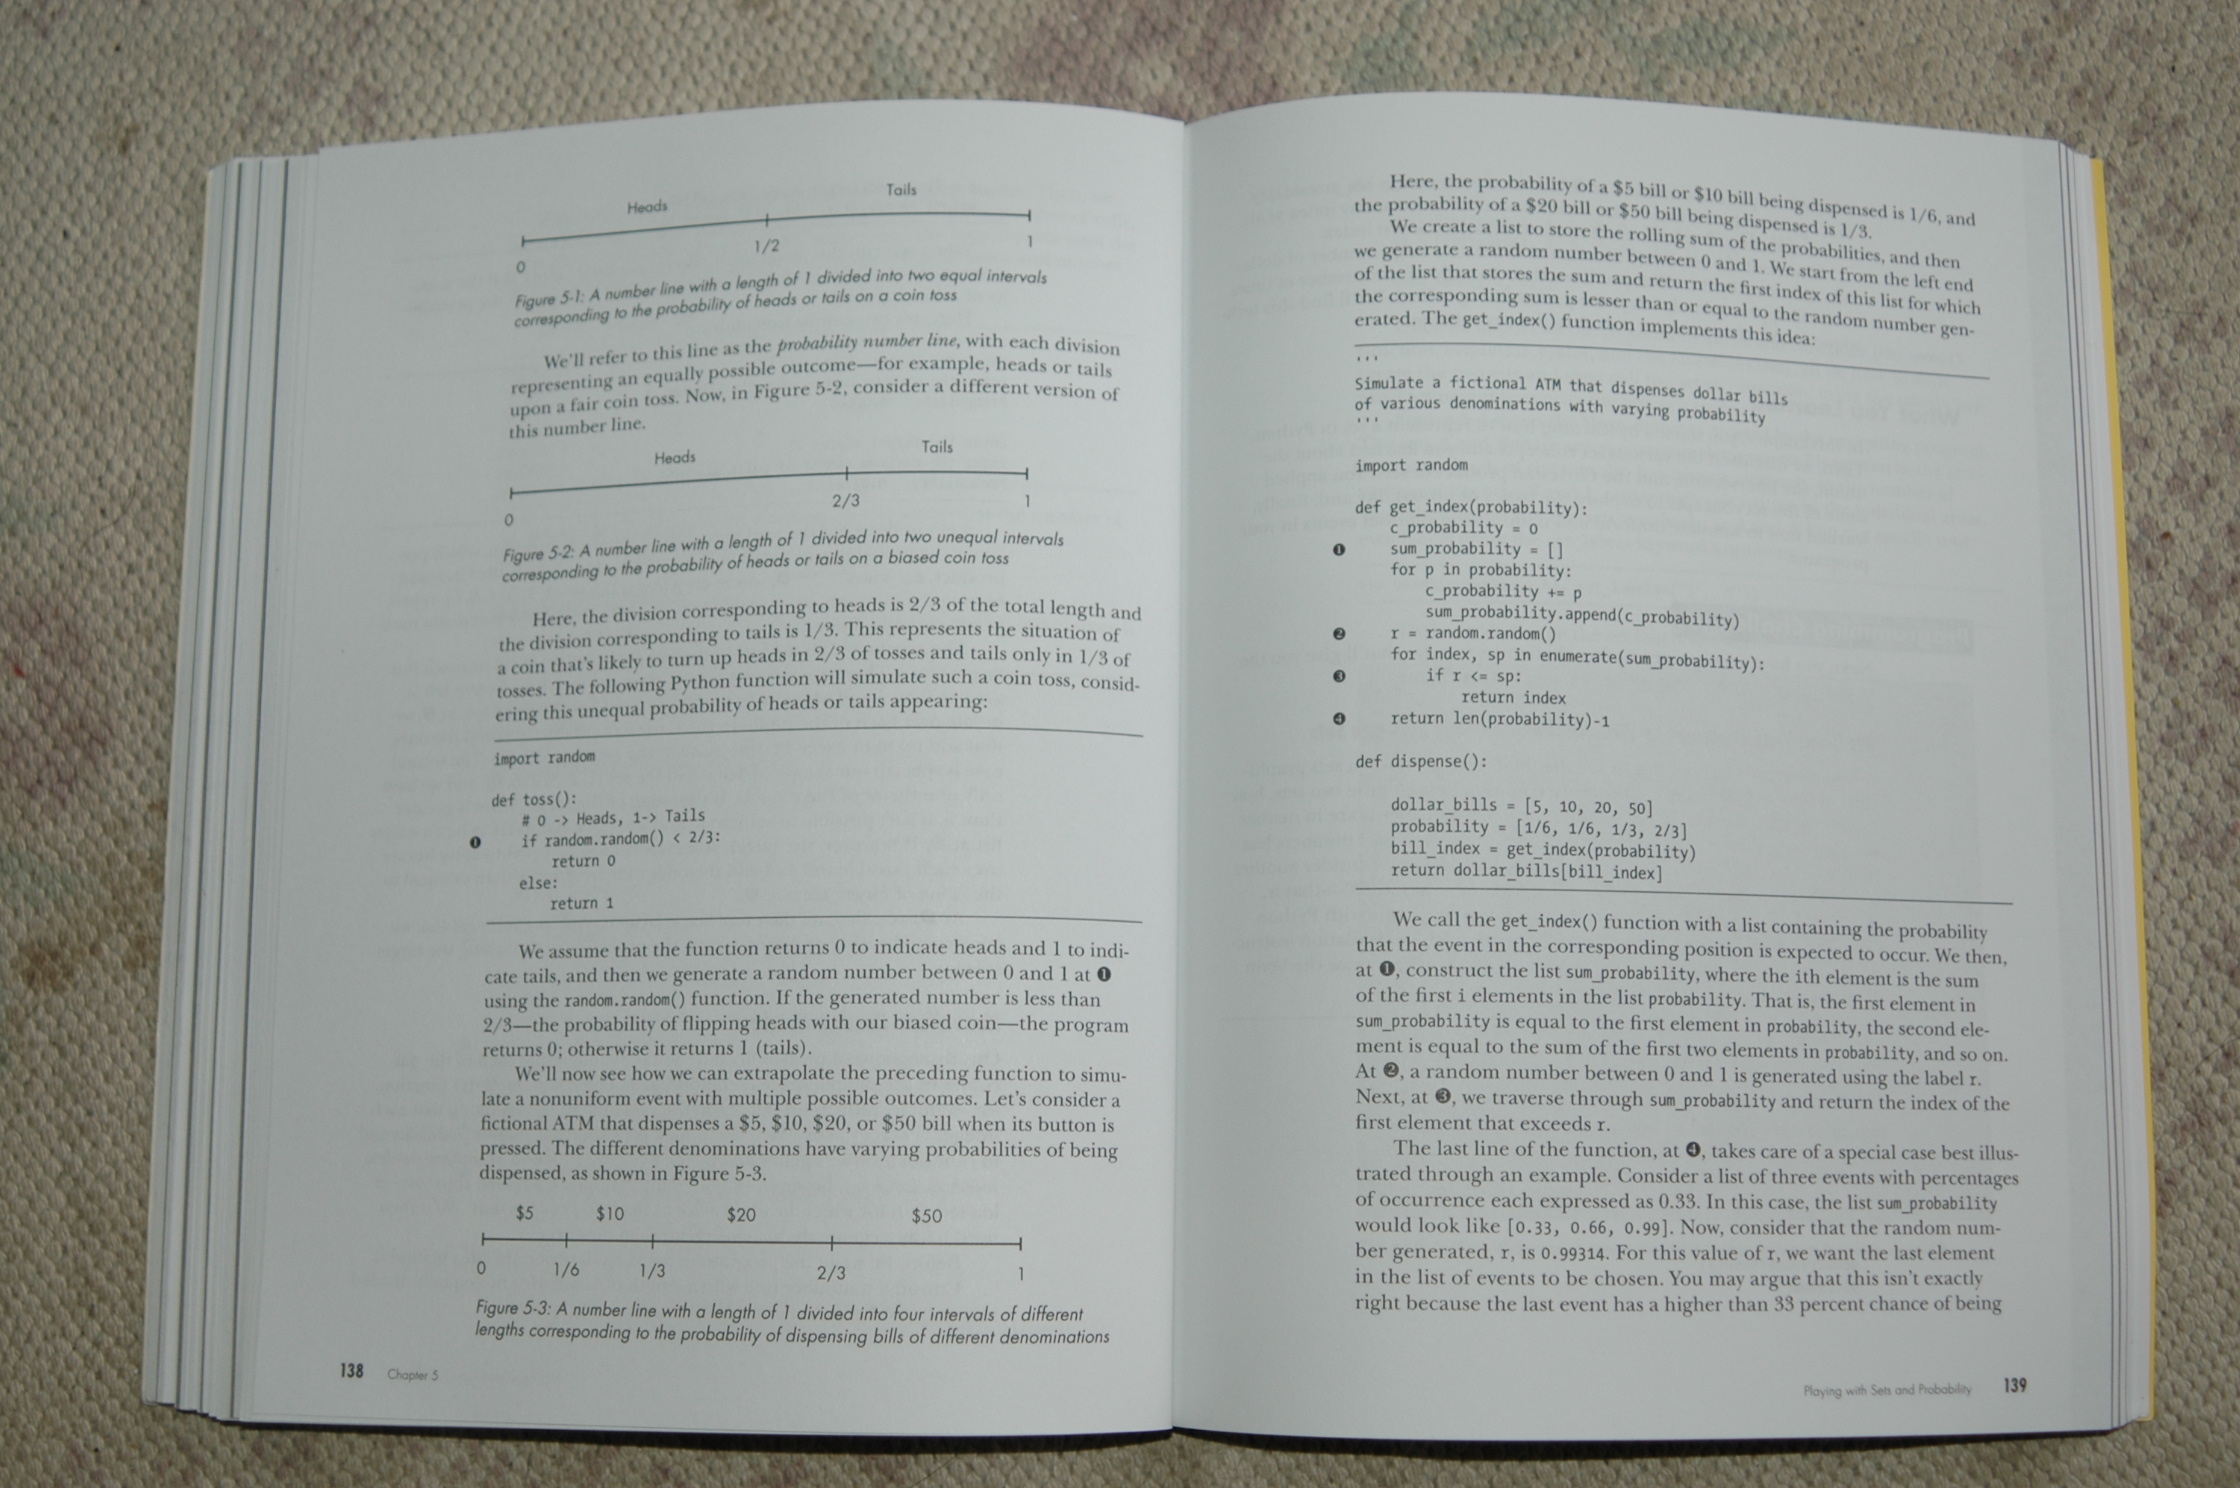 Heads Tails
0 1/2 1
Figure 5-1: A number line with a length of 1 divided into two equal intervals
corresponding to the probability of heads or tails on a coin toss
We'll refer to this line as the probability number line, with each division
representing an equally possible outcome—for example, heads or tails
upon a fair coin toss. Now, in Figure 5-2, consider a different version of
this number line.
Heads Tails
0 2/3 1
Figure 5-2: A number line with a length of 1 divided into two unequal intervals
corresponding to the probability of heads or tails on a biased coin toss
Here, the division corresponding to heads is 2/3 of the total length and
the division corresponding to tails is 1/3. This represents the situation of
a coin that's likely to turn up heads in 2/3 of tosses and tails only in 1/3 of
tosses. The following Python function will simulate such a coin toss, consid-
ering this unequal probability of heads or tails appearing:
import random
def toss():
# 0 -> Heads, 1-> Tails
❶ if random.random() < 2/3:
return 0
else:
return 1
We assume that the function returns 0 to indicate heads and 1 to indi-
cate tails, and then we generate a random number between 0 and 1 at ❶
using the random.random() function. If the generated number is less than
2/3—the probability of flipping heads with our biased coin—the program
returns 0; otherwise it returns 1 (tails).
We'll now see how we can extrapolate the preceding function to simu-
late a nonuniform event with multiple possible outcomes. Let's consider a
fictional ATM that dispenses a $5, $10, $20, or $50 bill when its button is
pressed. The different denominations have varying probabilities of being
dispensed, as shown in Figure 5-3.
$5 $10 $20 $50
0 1/6 1/3 2/3 1
Figure 5-3: A number line with a length of 1 divided into four intervals of different
lengths corresponding to the probability of dispensing bills of different denominations
138 Chapter 5
Here, the probability of a $5 bill or $10 bill being dispensed is 1/6, and
the probability of a $20 bill or $50 bill being dispensed is 1/3.
We create a list to store the rolling sum of the probabilities, and then
we generate a random number between 0 and 1. We start from the left end
of the list that stores the sum and return the first index of this list for which
the corresponding sum is lesser than or equal to the random number gen-
erated. The get_index() function implements this idea:
'''
Simulate a fictional ATM that dispenses dollar bills
of various denominations with varying probability
'''
import random
def get_index(probability):
c_probability = 0
❶ sum_probability = []
for p in probability:
c_probability += p
sum_probability.append(c_probability)
❷ r = random.random()
for index, sp in enumerate(sum_probability):
❸ if r <= sp:
return index
❹ return len(probability)-1
def dispense():
dollar_bills = [5, 10, 20, 50]
probability = [1/6, 1/6, 1/3, 2/3]
bill_index = get_index(probability)
return dollar_bills[bill_index]
We call the get_index() function with a list containing the probability
that the event in the corresponding position is expected to occur. We then,
at ❶, construct the list sum_probability, where the ith element is the sum
of the first i elements in the list probability. That is, the first element in
sum_probability is equal to the first element in probability, the second ele-
ment is equal to the sum of the first two elements in probability, and so on.
At ❷, a random number between 0 and 1 is generated using the label r.
Next, at ❸, we traverse through sum_probability and return the index of the
first element that exceeds r.
The last line of the function, at ❹, takes care of a special case best illus-
trated through an example. Consider a list of three events with percentages
of occurrence each expressed as 0.33. In this case, the list sum_probability
would look like [0.33, 0.66, 0.99]. Now, consider that the random num-
ber generated, r, is 0.99314. For this value of r, we want the last element
in the list of events to be chosen. You may argue that this isn't exactly
right because the last event has a higher than 33 percent chance of being
Playing with Sets and Probability 139